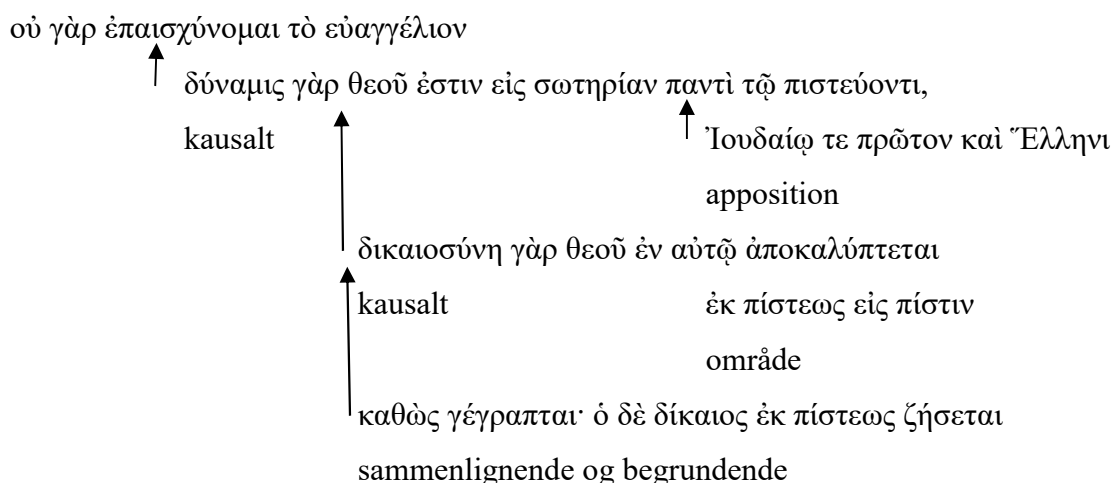 οὐ γὰρ ἐπαισχύνομαι τὸ εὐαγγέλιον
δύναμις γὰρ θεοῦ ἐστιν εἰς σωτηρίαν παντὶ τῷ πιστεύοντι,
kausalt
Ἰουδαίῳ τε πρῶτον καὶ Ἕλληνι
apposition
δικαιοσύνη γὰρ θεοῦ ἐν αὐτῷ ἀποκαλύπτεται
kausalt
ἐκ πίστεως εἰς πίστιν
område
καθὼς γέγραπται· ὁ δὲ δίκαιος ἐκ πίστεως ζήσεται
sammenlignende og begrundende